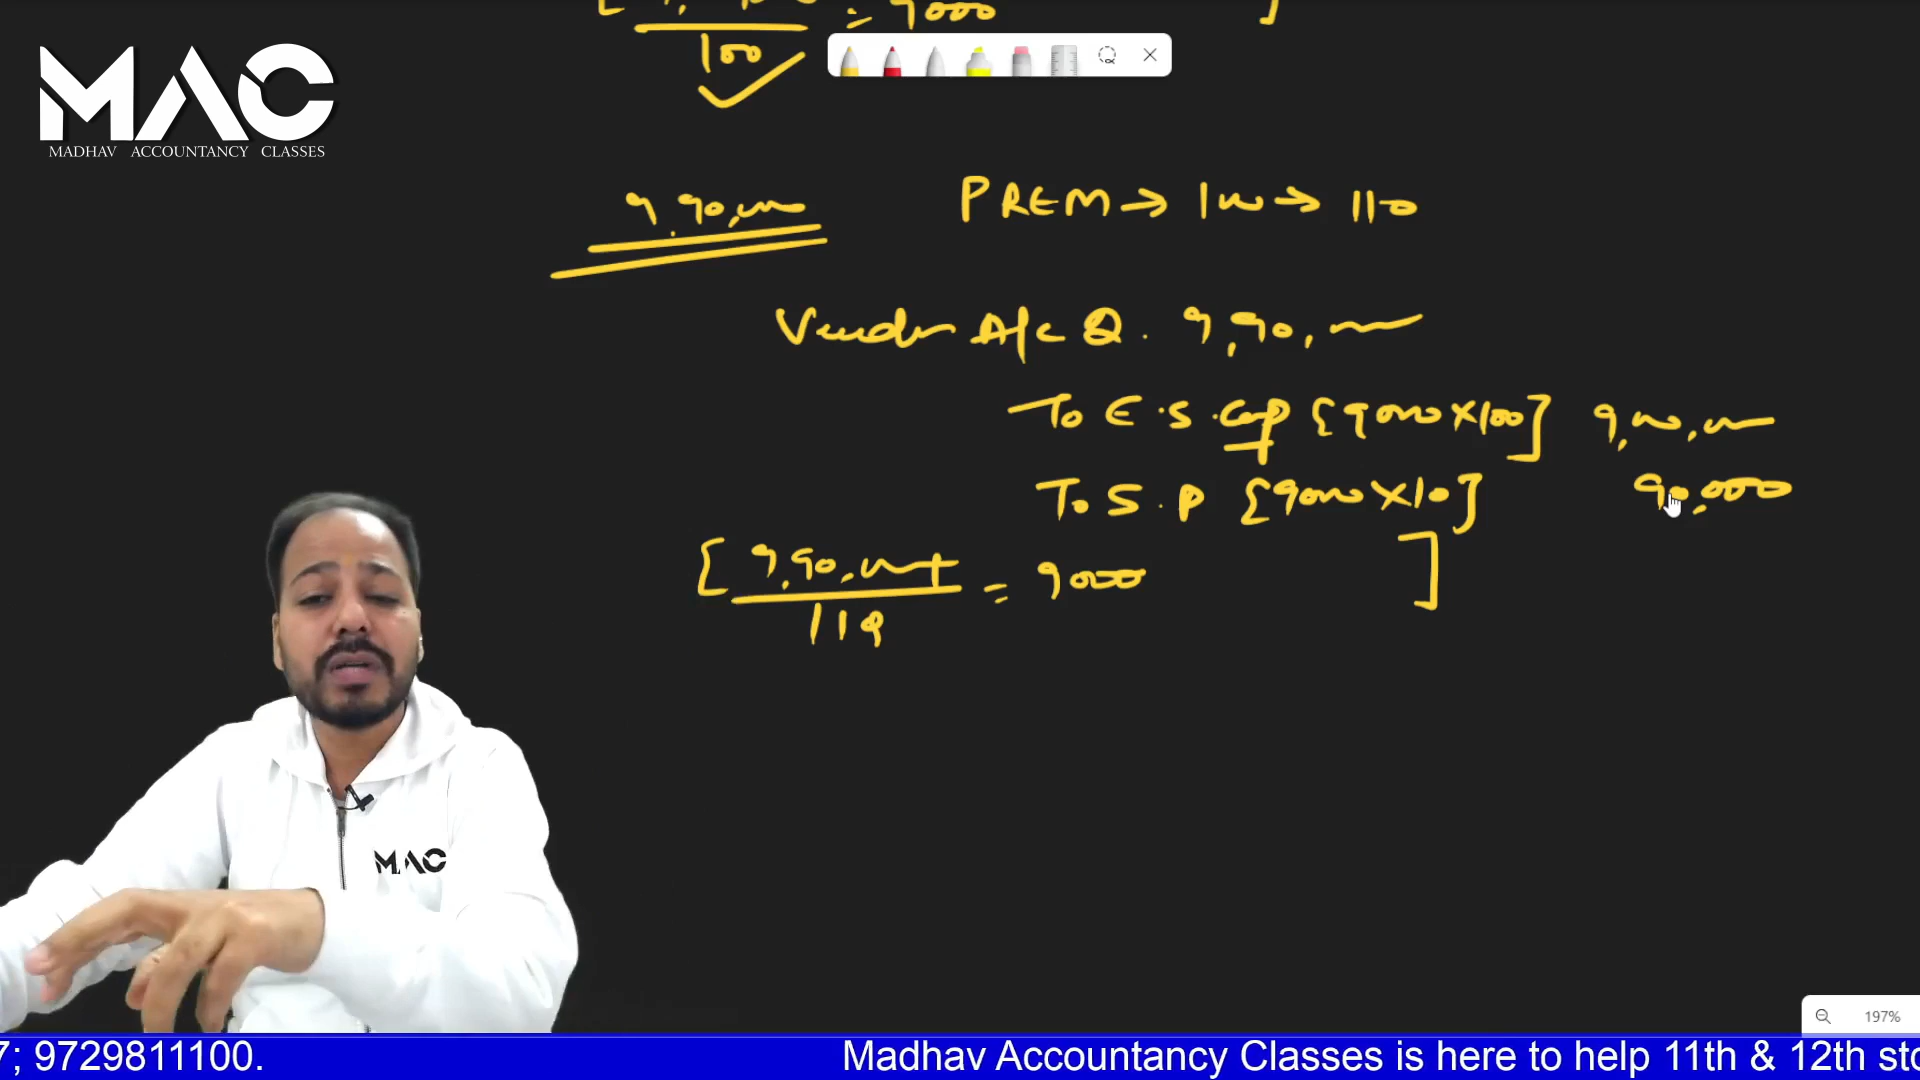 = 9000
100
MAC
MADHAV ACCOUNTANCY CLASSES
9,90,000 PREM → 100 → 110
Vendor A/c Dr. 9,90,000
To E.S.Cap [9000 X 100] 9,00,000
To S.P [9000 X 10] 90,000
[9,90,000 = 9000 ]
110
MAC
197%
7; 9729811100. Madhav Accountancy Classes is here to help 11th & 12th